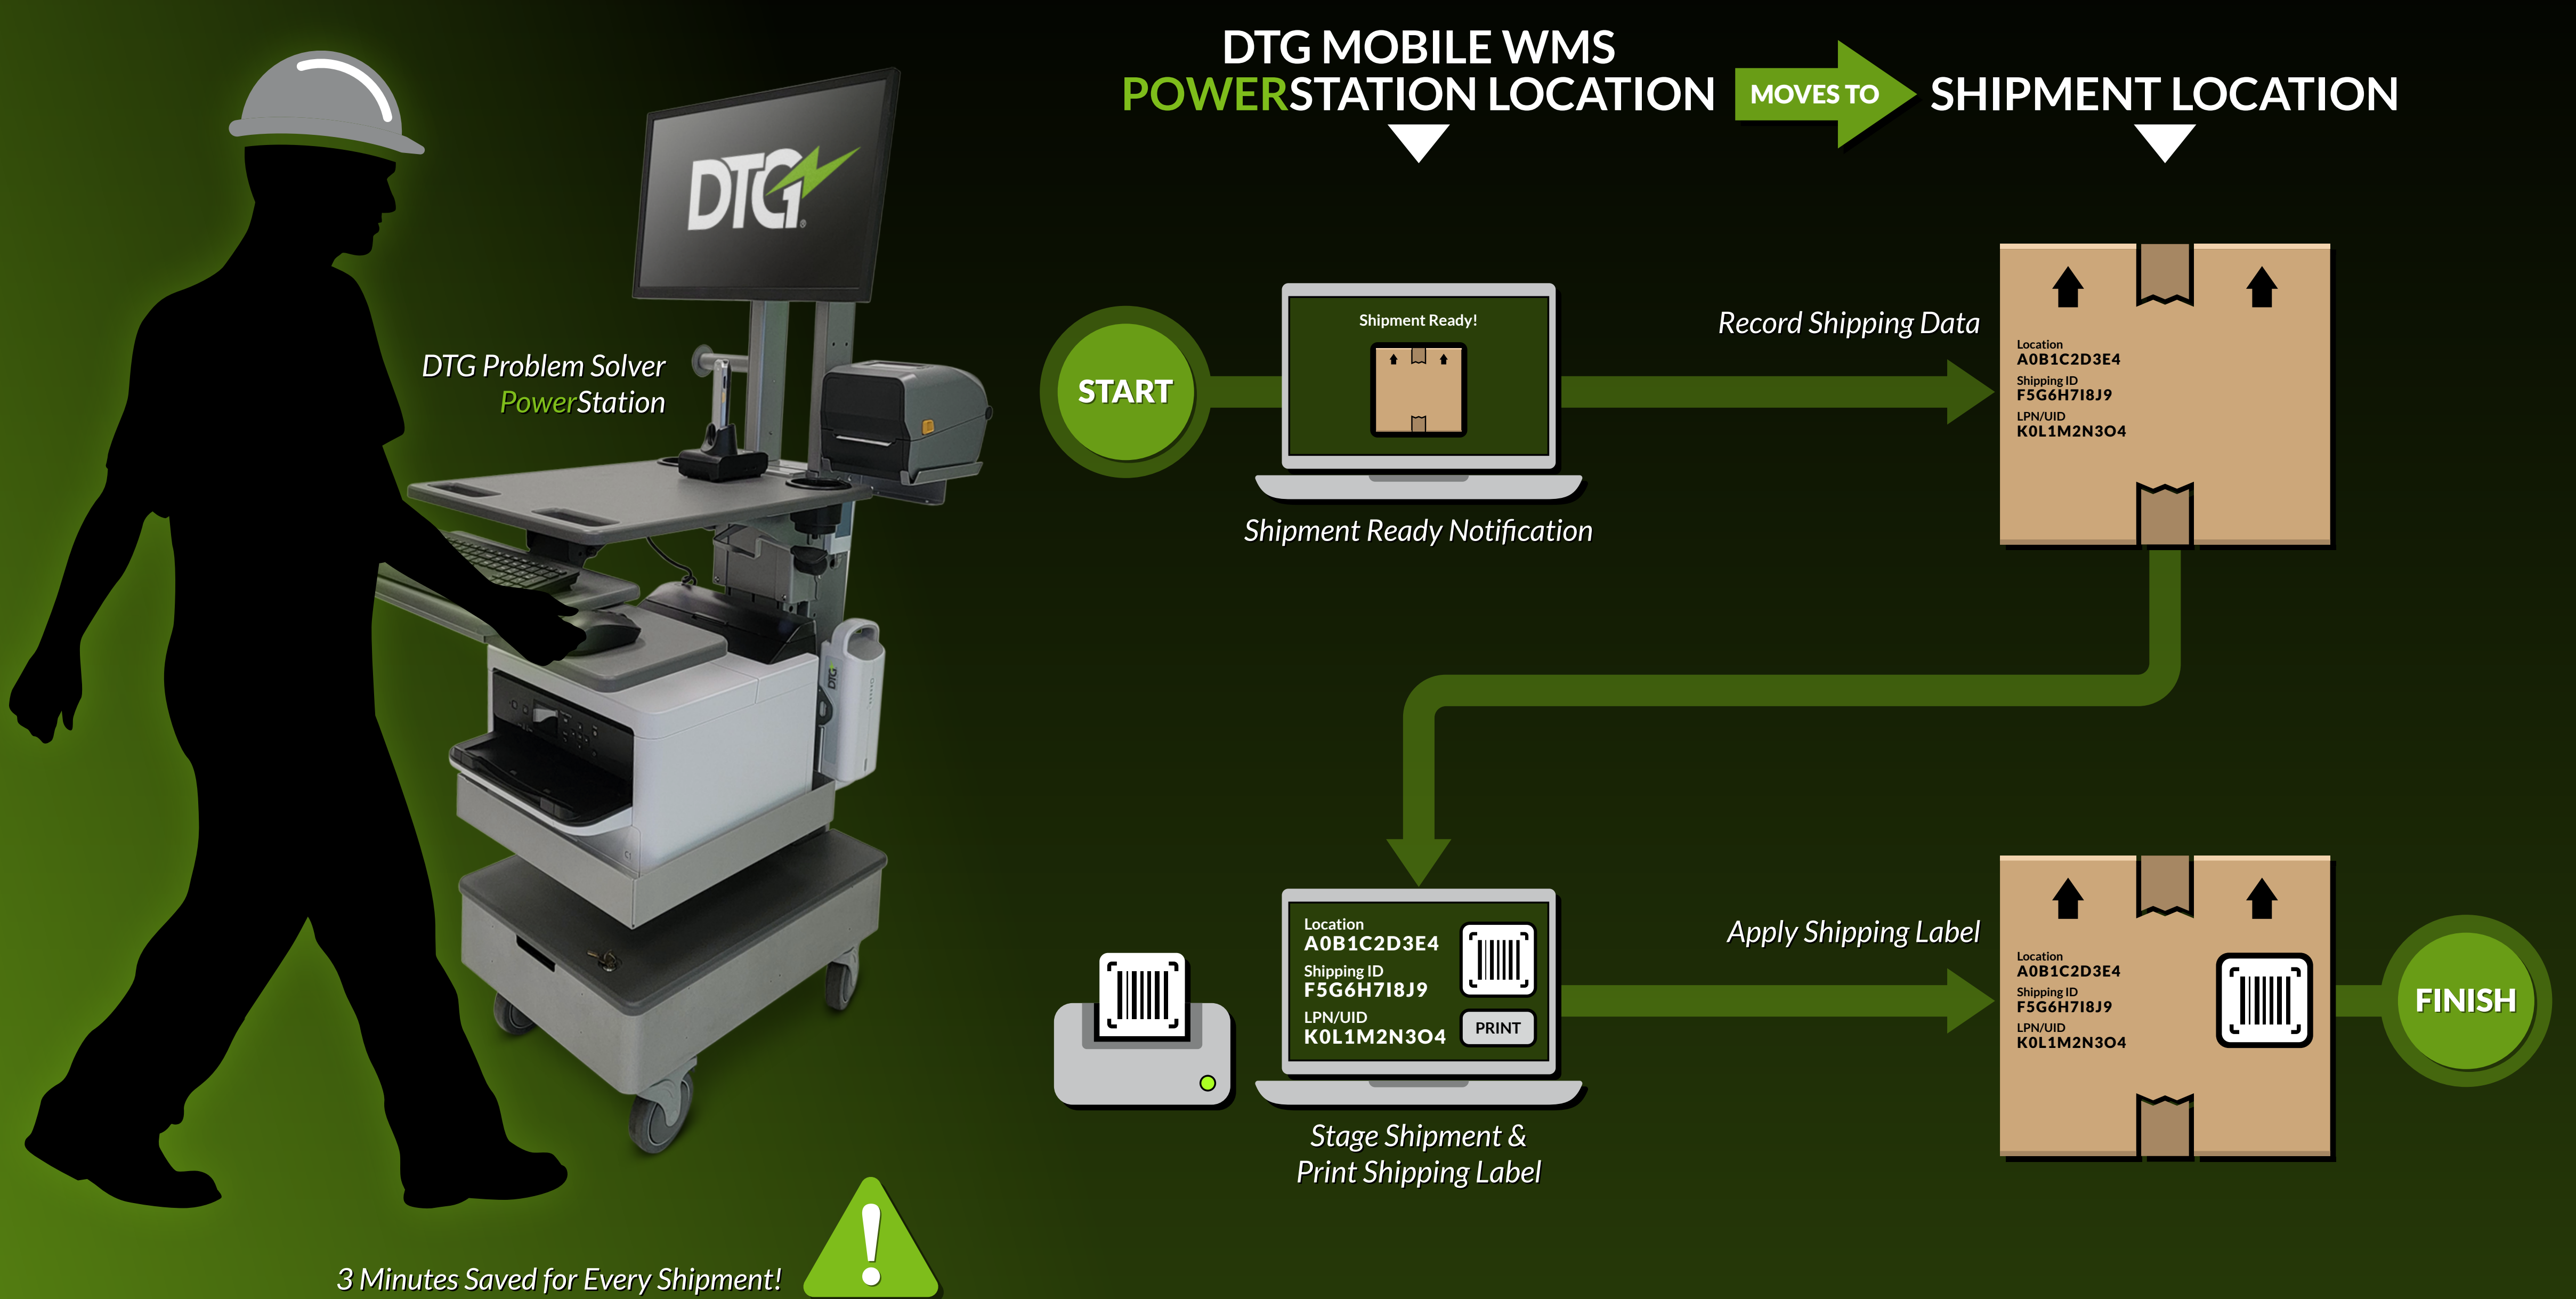 DTG MOBILE WMS
POWERSTATION LOCATION
MOVES TO
SHIPMENT LOCATION
DTG
®
DTG Problem Solver
PowerStation
DTG
START
Shipment Ready!
Shipment Ready Notification
Record Shipping Data
Location
A0B1C2D3E4
Shipping ID
F5G6H7I8J9
LPN/UID
K0L1M2N3O4
Location
A0B1C2D3E4
Shipping ID
F5G6H7I8J9
LPN/UID
K0L1M2N3O4
PRINT
Stage Shipment &
Print Shipping Label
Apply Shipping Label
Location
A0B1C2D3E4
Shipping ID
F5G6H7I8J9
LPN/UID
K0L1M2N3O4
FINISH
3 Minutes Saved for Every Shipment!
!